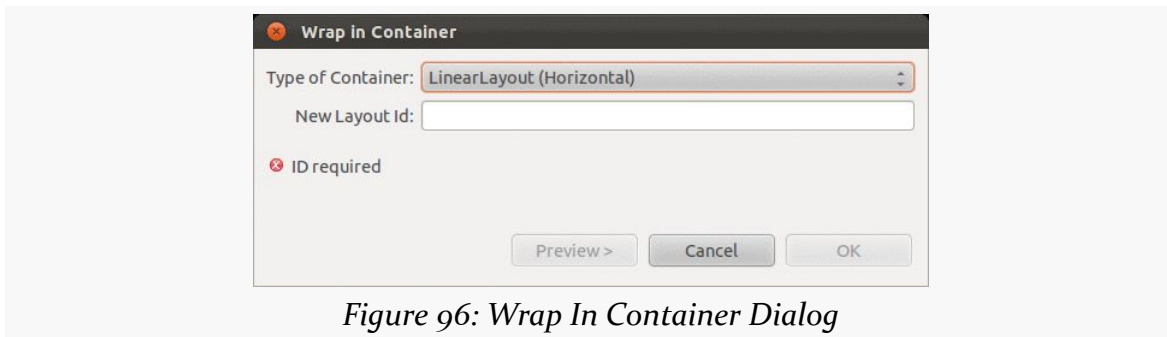 Wrap in Container
Type of Container: LinearLayout (Horizontal)
New Layout Id:
ID required
Preview > Cancel OK
Figure 96: Wrap In Container Dialog